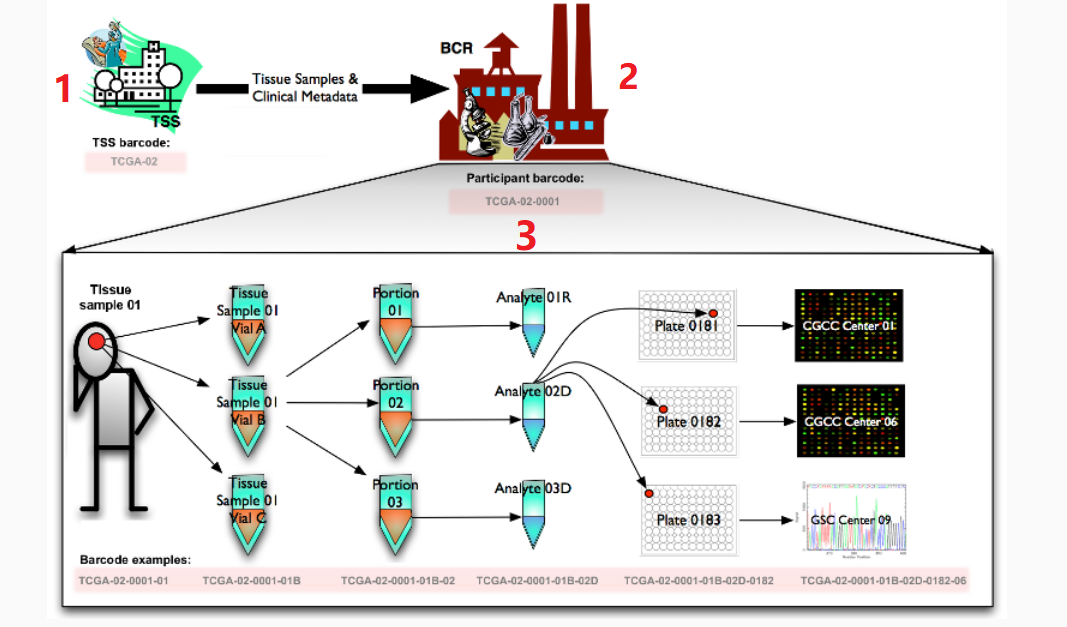 BCR
1
2
Tissue Samples &
Clinical Metadata
TSS
TSS barcode:
TCGA-02
Participant barcode:
TCGA-02-0001
3
Tissue
sample 01
Tissue
Sample 01
Vial A
Portion
01
Analyte 01R
Plate 0181
CGCC Center 01
Tissue
Sample 01
Vial B
Portion
02
Analyte 02D
Plate 0182
CGCC Center 06
Tissue
Sample 01
Vial C
Portion
03
Analyte 03D
Plate 0183
GSC Center 09
Barcode examples:
TCGA-02-0001-01
TCGA-02-0001-01B
TCGA-02-0001-01B-02
TCGA-02-0001-01B-02D
TCGA-02-0001-01B-02D-0182
TCGA-02-0001-01B-02D-0182-06